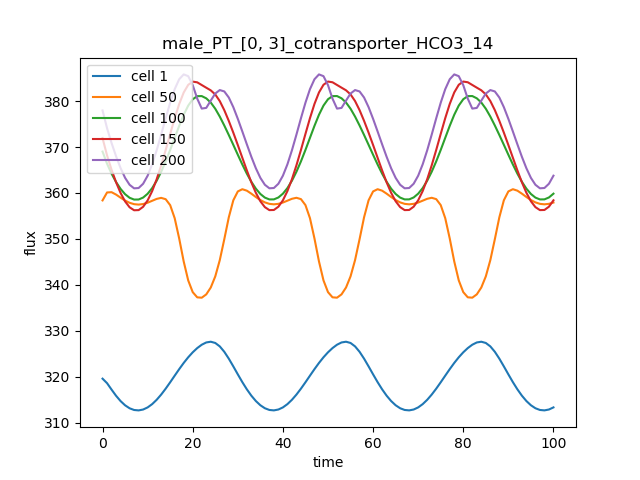 male_PT_[0, 3]_cotransporter_HCO3_14
cell 1
cell 50
cell 100
cell 150
cell 200
380
370
360
350
340
330
320
310
flux
0
20
40
60
80
100
time